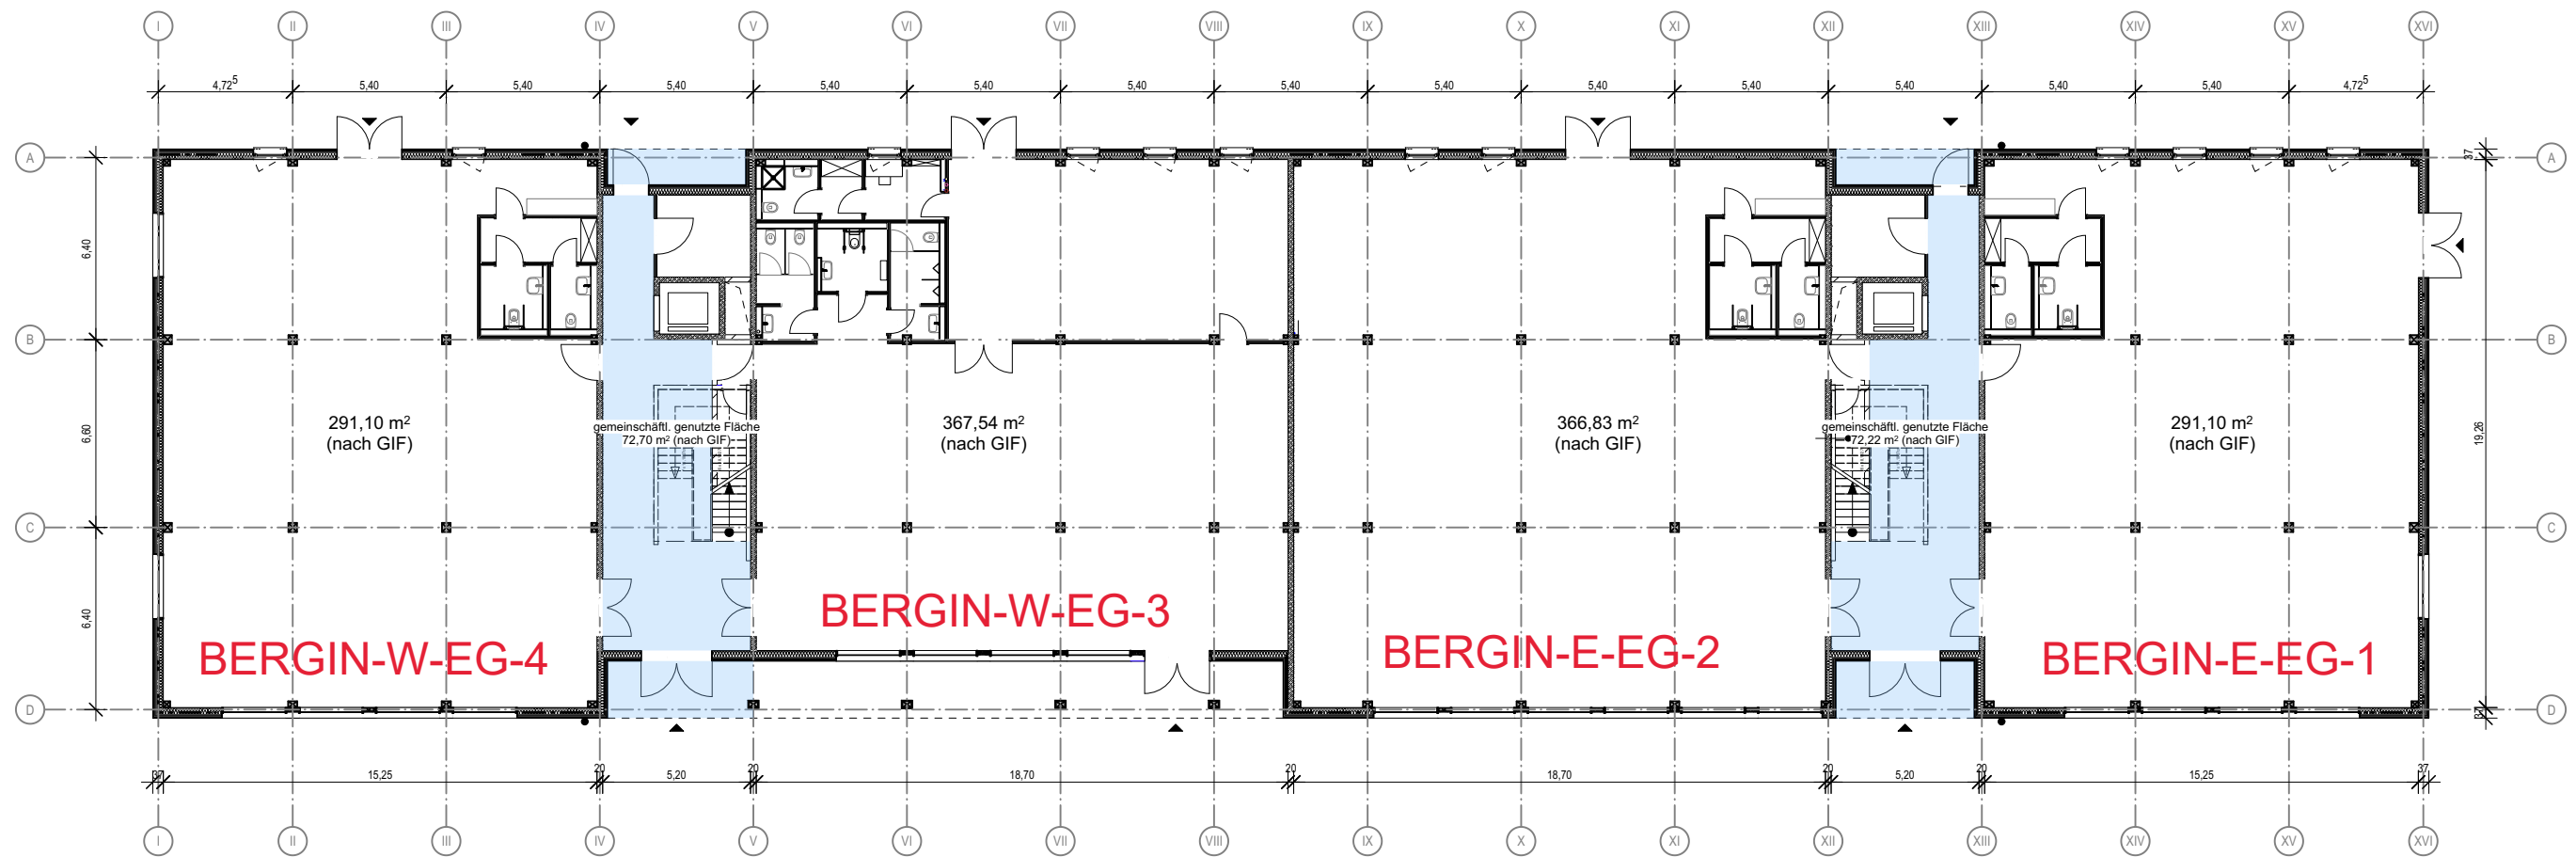 I II III IV V VI VII VIII IX X XI XII XIII XIV XV XVI
4,72⁵ 5,40 5,40 5,40 5,40 5,40 5,40 5,40 5,40 5,40 5,40 5,40 5,40 5,40 4,72⁵
A 37 A
6,40
B B
291,10 m²
(nach GIF)
gemeinschäftl. genutzte Fläche
72,70 m² (nach GIF)
367,54 m²
(nach GIF)
366,83 m²
(nach GIF)
gemeinschäftl. genutzte Fläche
72,22 m² (nach GIF)
291,10 m²
(nach GIF)
6,60 19,26
C C
6,40
BERGIN-W-EG-4
BERGIN-W-EG-3
BERGIN-E-EG-2
BERGIN-E-EG-1
D 37 D
37 15,25 20 5,20 20 18,70 20 18,70 20 5,20 20 15,25 37
I II III IV V VI VII VIII IX X XI XII XIII XIV XV XVI